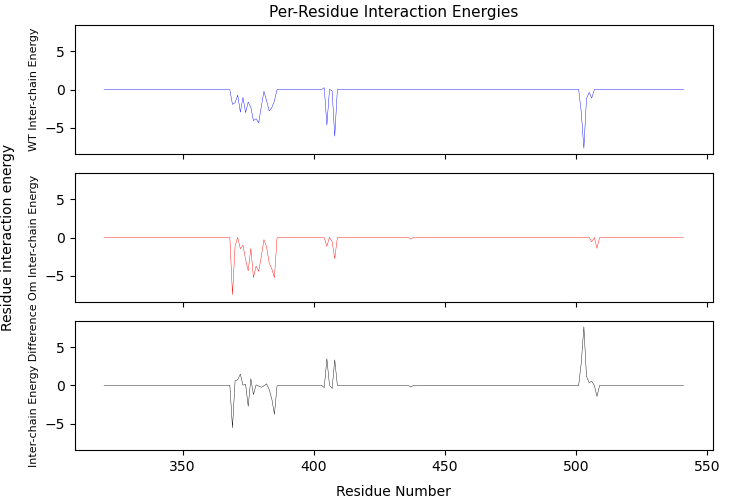 Per-Residue Interaction Energies
Residue interaction energy
WT Inter-chain Energy
5
0
−5
Om Inter-chain Energy
5
0
−5
Inter-chain Energy Difference
5
0
−5
350
400
450
500
550
Residue Number